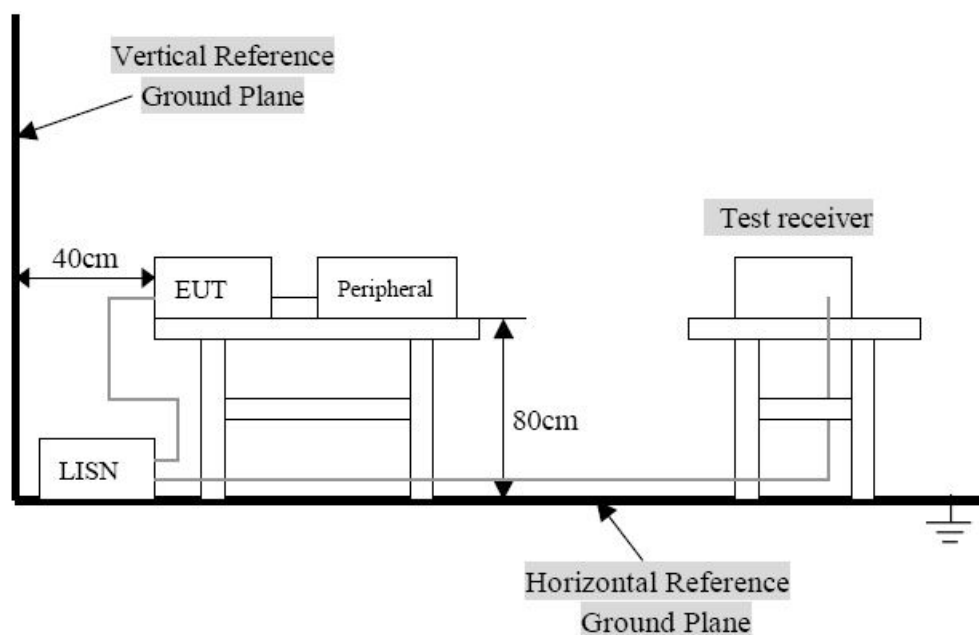 Vertical Reference
Ground Plane
Test receiver
40cm
EUT
Peripheral
80cm
LISN
Horizontal Reference
Ground Plane